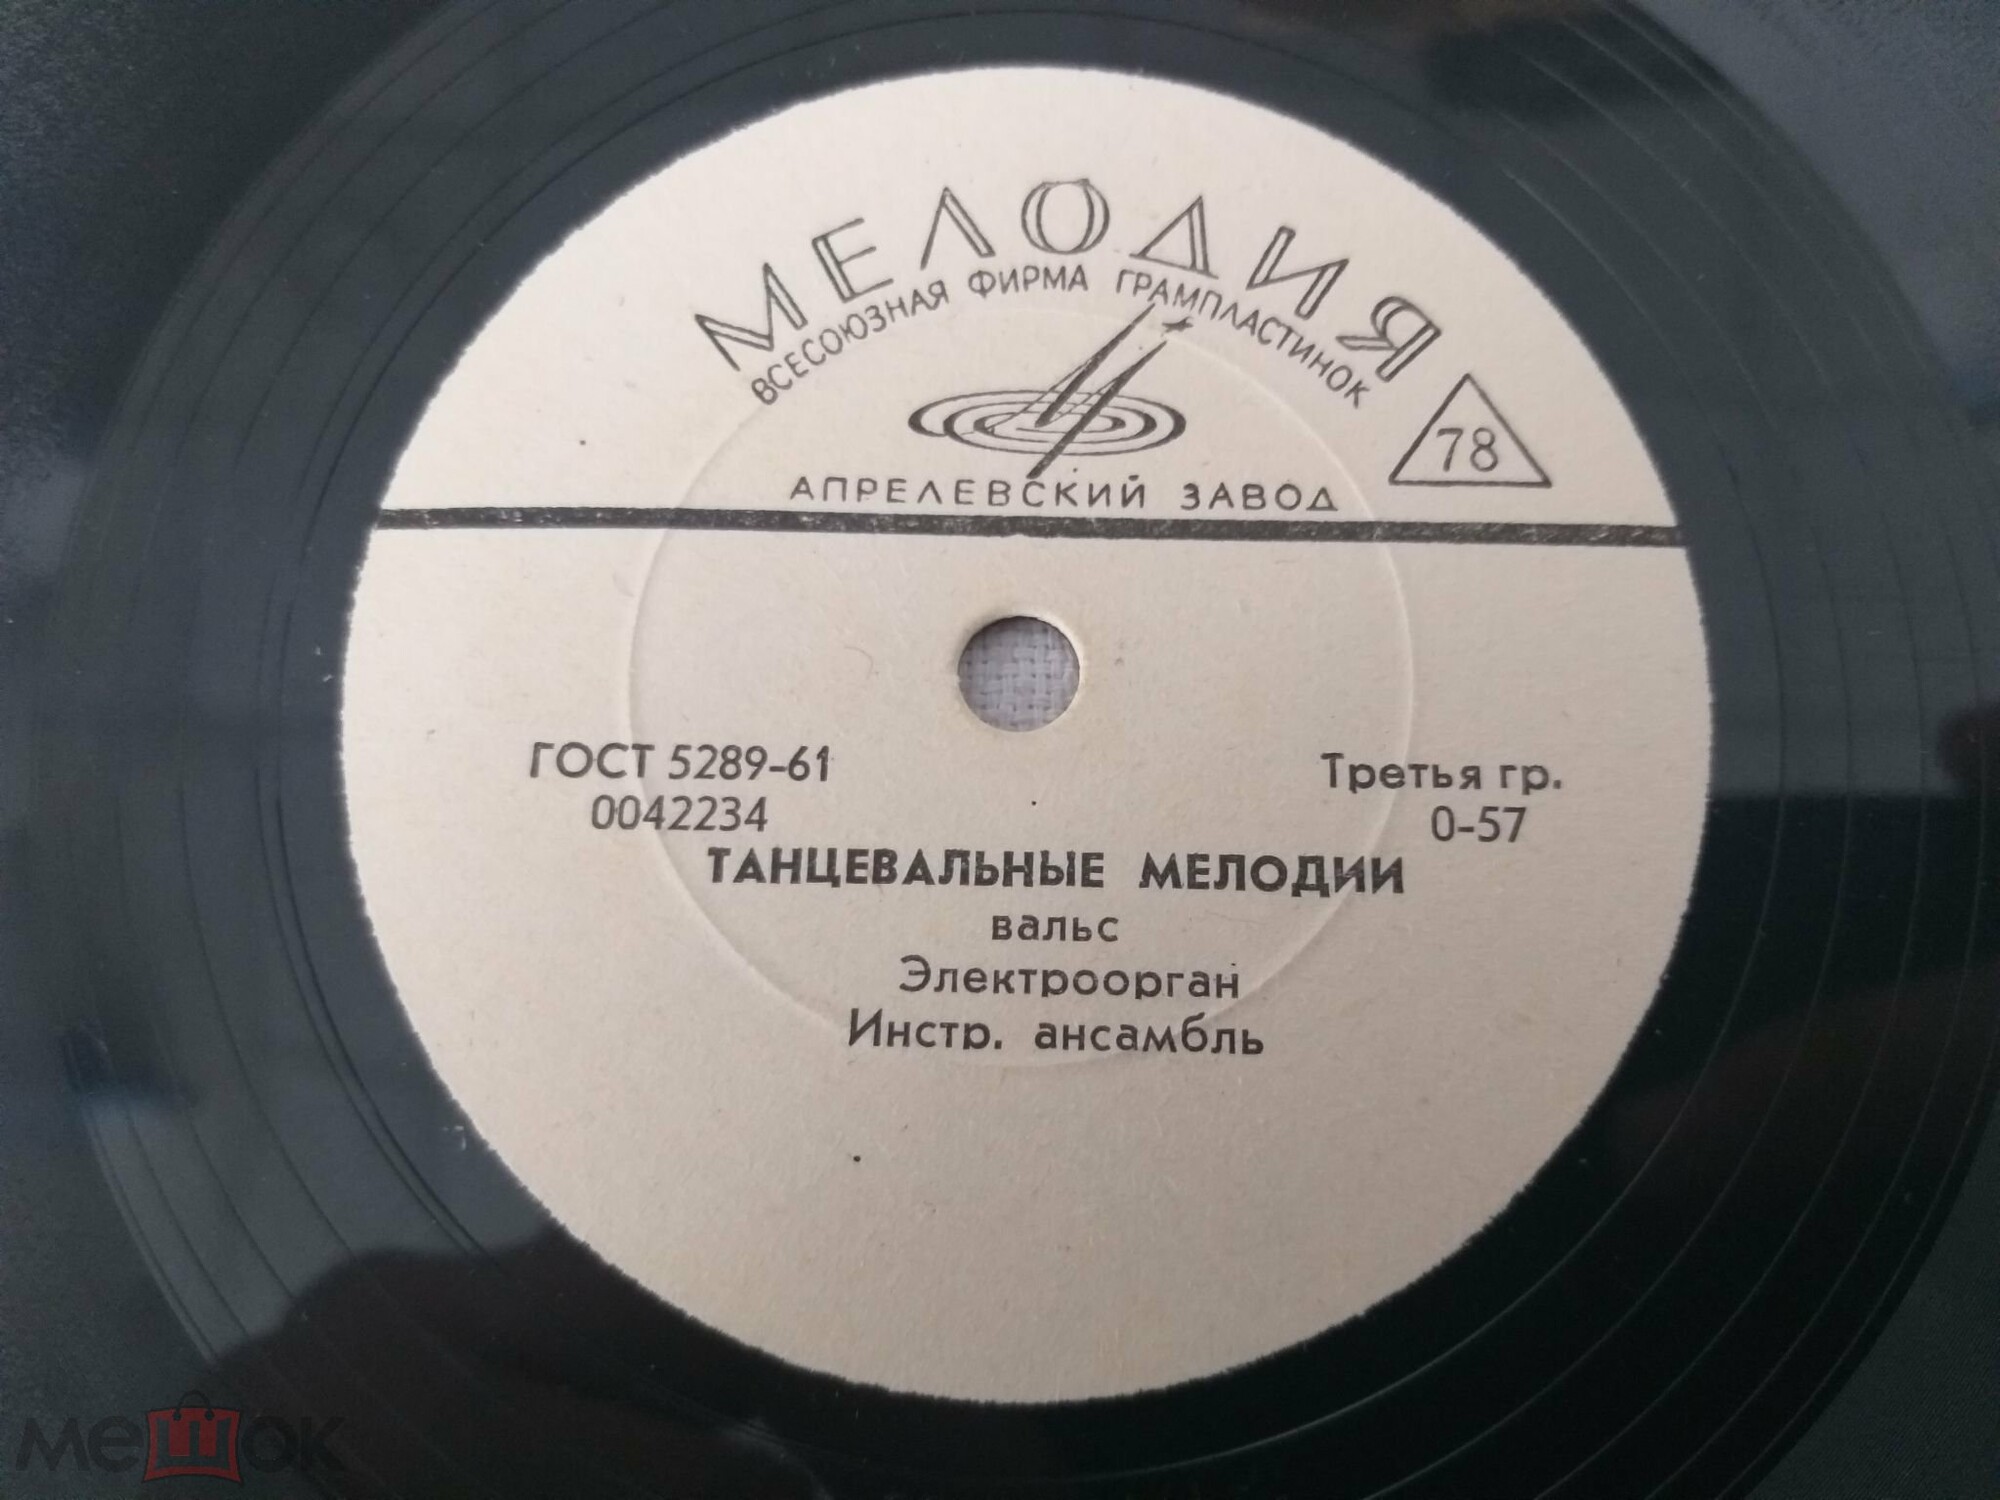 МЕЛОДИЯ
ВСЕСОЮЗНАЯ ФИРМА ГРАМПЛАСТИНОК
78
АПРЕЛЕВСКИЙ ЗАВОД
ГОСТ 5289-61
0042234
Третья гр.
0-57
ТАНЦЕВАЛЬНЫЕ МЕЛОДИИ
вальс
Электроорган
Инстр. ансамбль
мешок